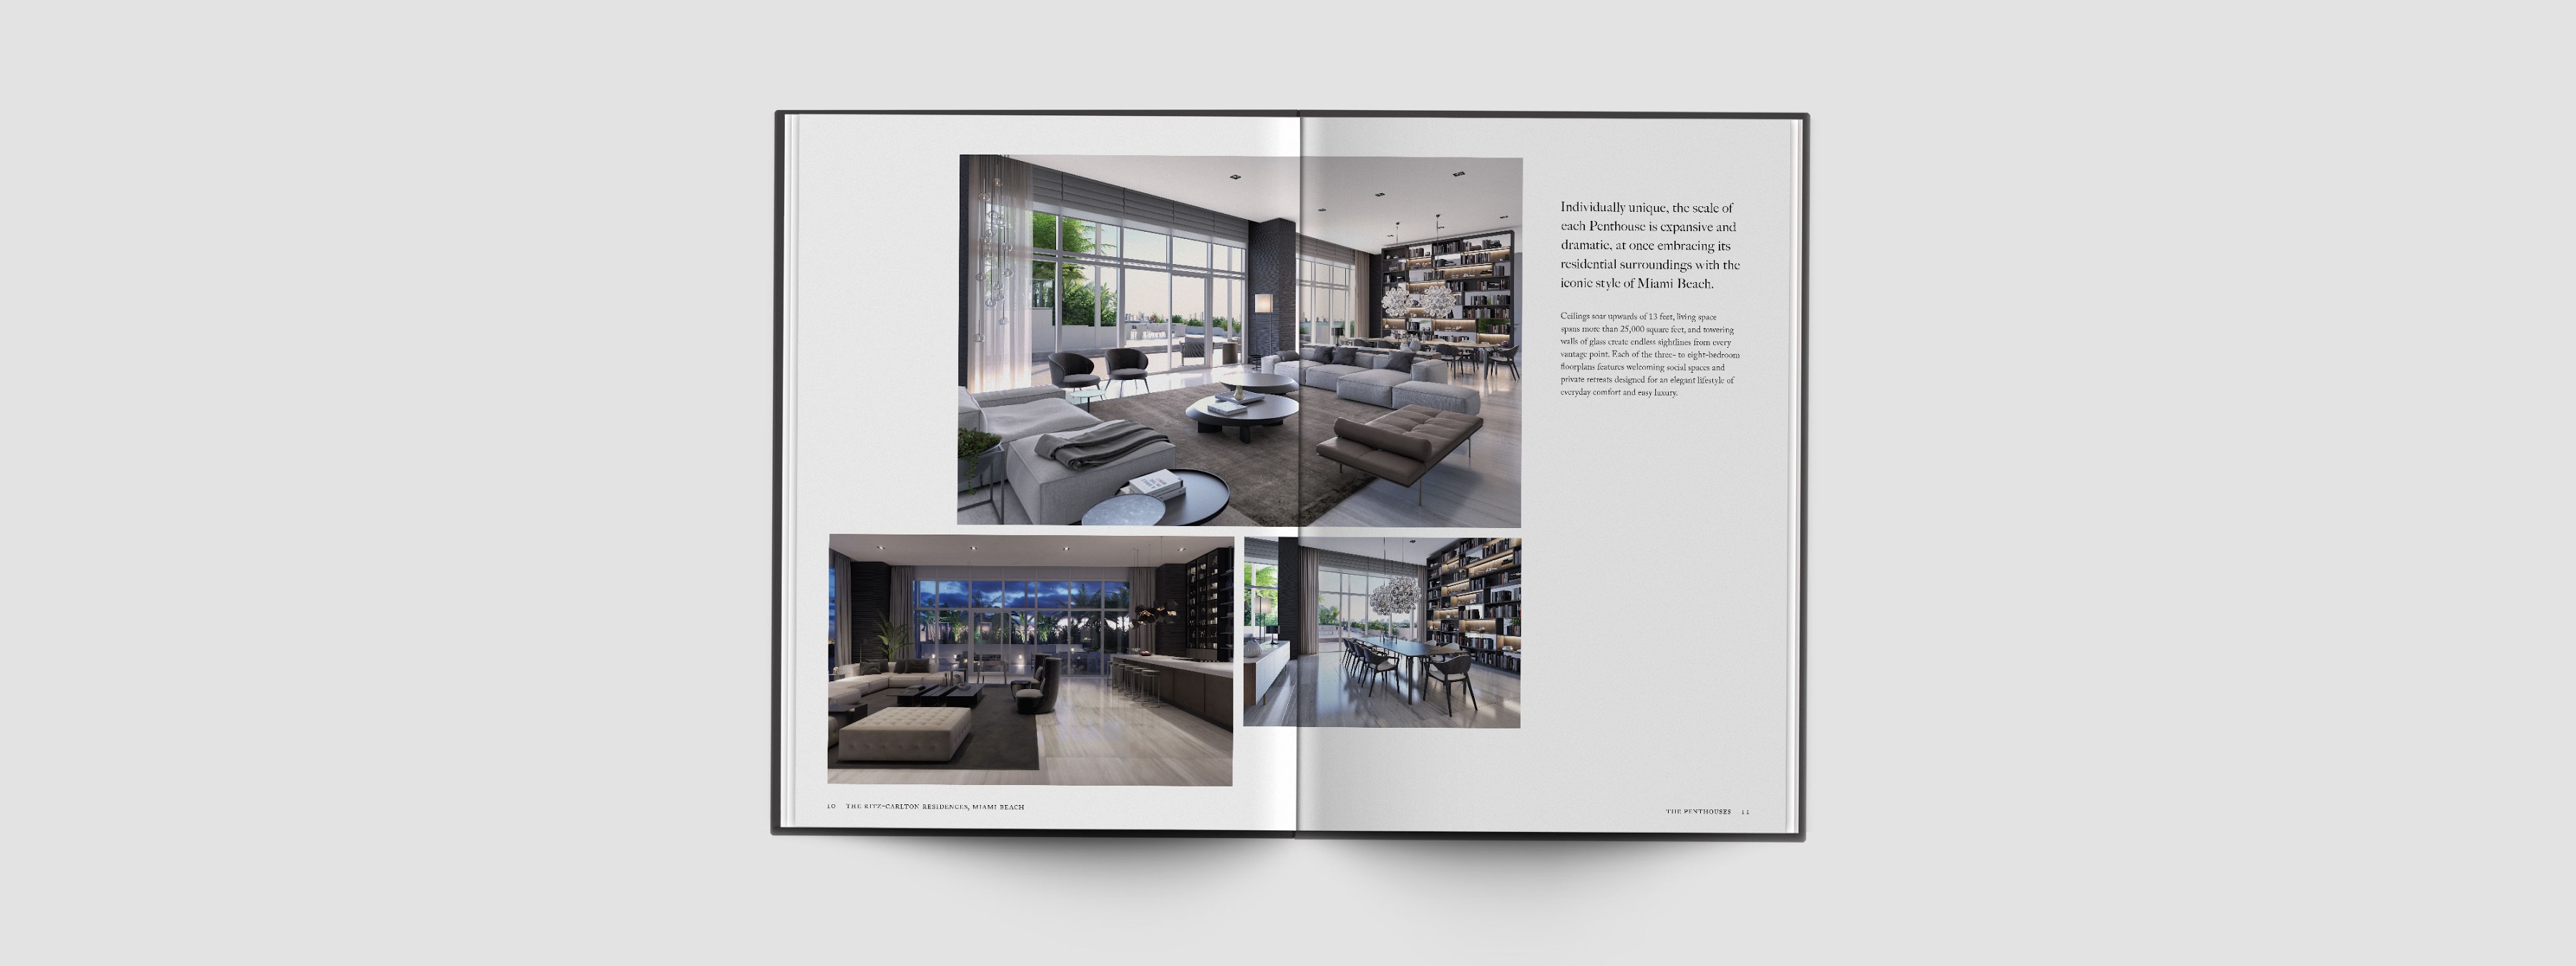 Individually unique, the scale of
each Penthouse is expansive and
dramatic, at once embracing its
residential surroundings with the
iconic style of Miami Beach.
Ceilings soar upwards of 13 feet, living space
spans more than 25,000 square feet, and towering
walls of glass create endless sightlines from every
vantage point. Each of the three- to eight-bedroom
floorplans features welcoming social spaces and
private retreats designed for an elegant lifestyle of
everyday comfort and easy luxury.
10 THE RITZ-CARLTON RESIDENCES, MIAMI BEACH
THE PENTHOUSES 11